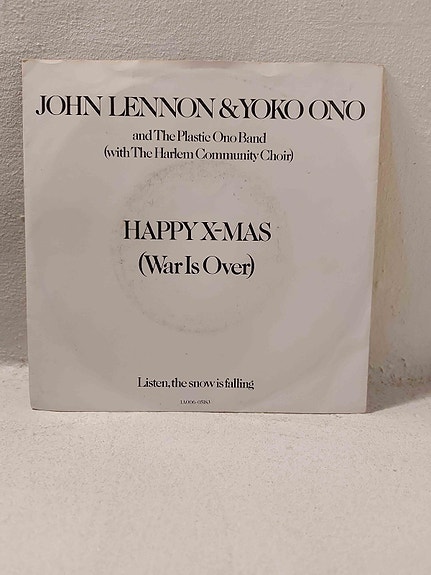 JOHN LENNON & YOKO ONO
and The Plastic Ono Band
(with The Harlem Community Choir)
HAPPY X-MAS
(War Is Over)
Listen, the snow is falling